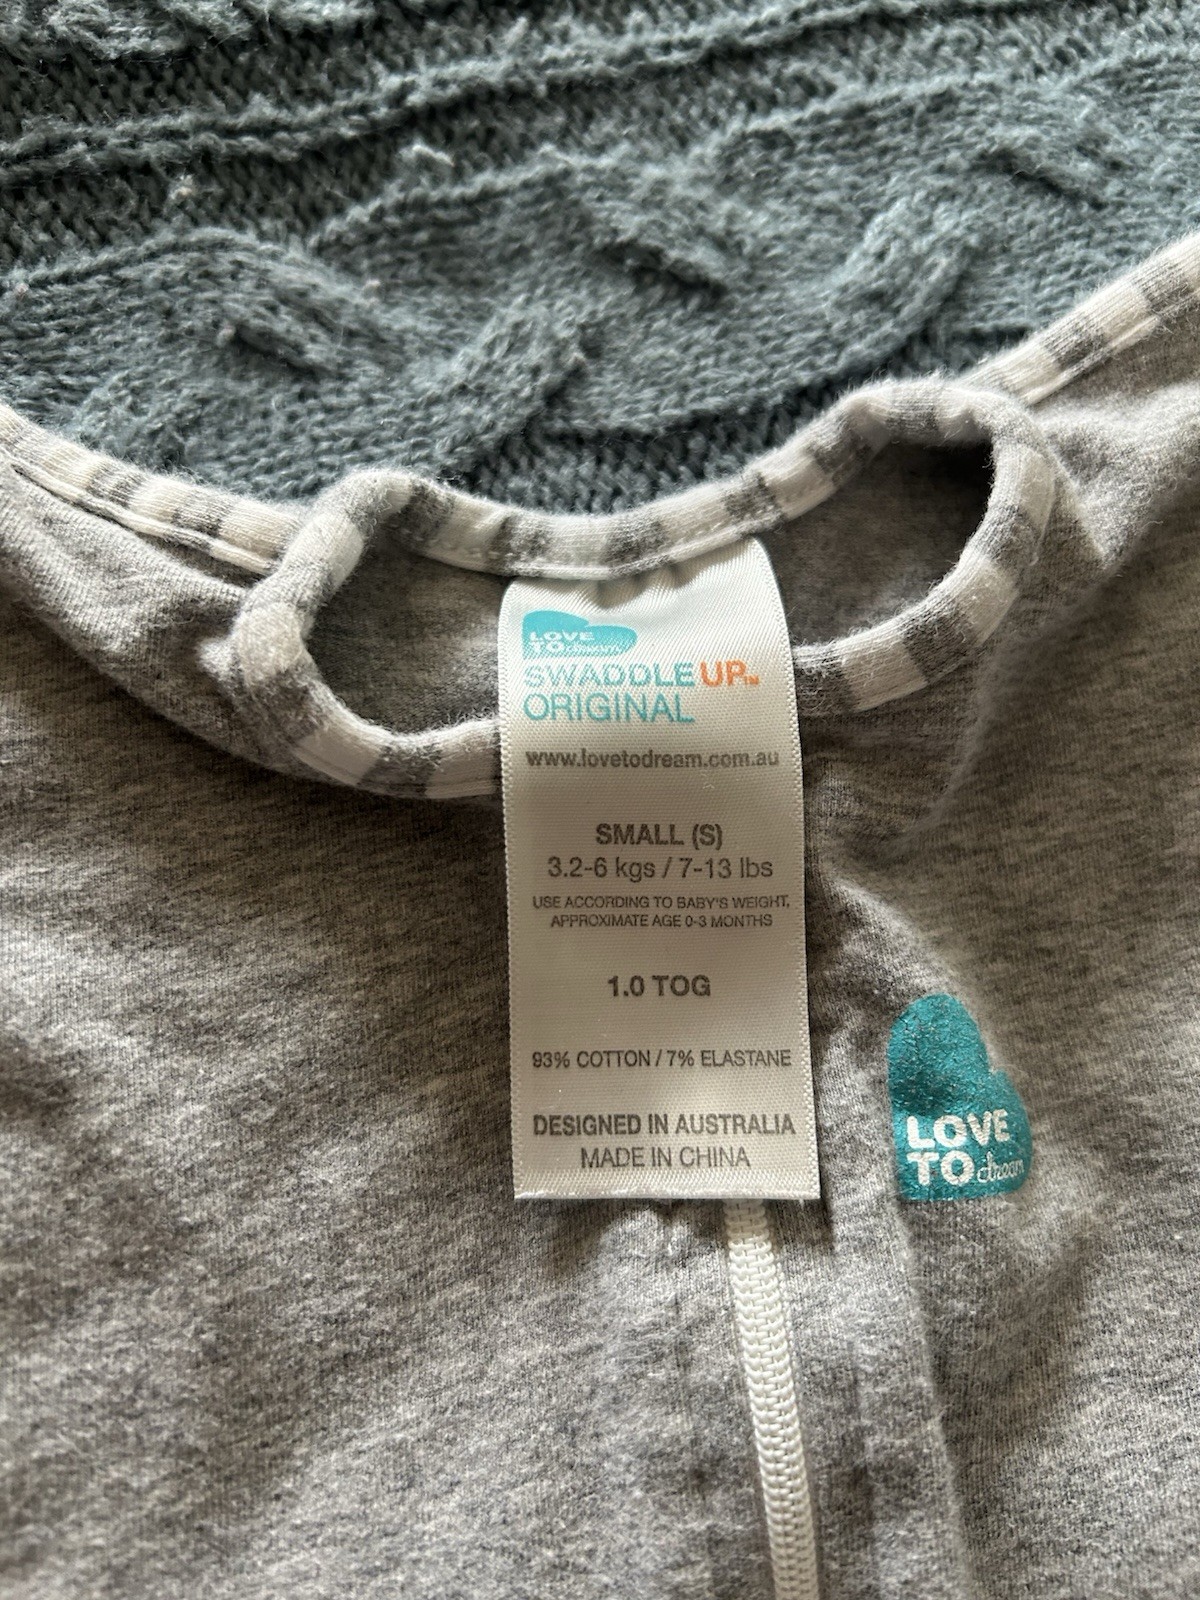 LOVE
TO dream
SWADDLE UP™
ORIGINAL
www.lovetodream.com.au
SMALL (S)
3.2-6 kgs / 7-13 lbs
USE ACCORDING TO BABY'S WEIGHT.
APPROXIMATE AGE 0-3 MONTHS
1.0 TOG
93% COTTON / 7% ELASTANE
DESIGNED IN AUSTRALIA
MADE IN CHINA
LOVE
TO dream